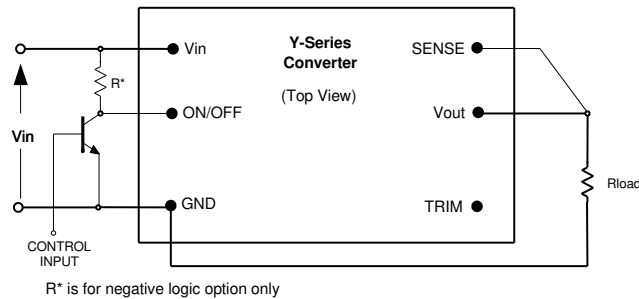 Y-Series
Converter
(Top View)
Vin
SENSE
R*
ON/OFF
Vout
Vin
Rload
GND
TRIM
CONTROL
INPUT
R* is for negative logic option only